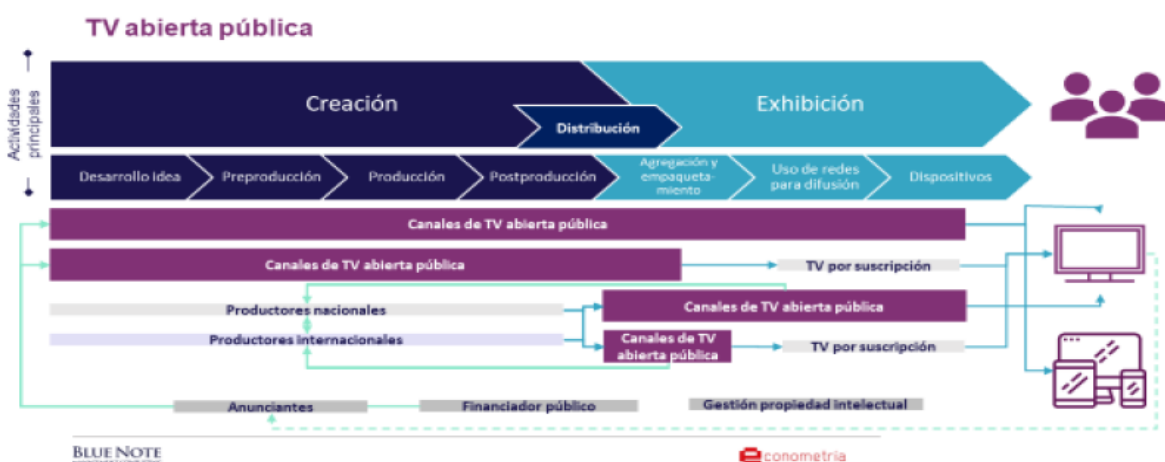 TV abierta pública
Actividades
principales
Creación
Exhibición
Distribución
Desarrollo idea
Preproducción
Producción
Postproducción
Agregación y
empaqueta-
miento
Uso de redes
para difusión
Dispositivos
Canales de TV abierta pública
Canales de TV abierta pública
TV por suscripción
Productores nacionales
Canales de TV abierta pública
Productores internacionales
Canales de TV
abierta pública
TV por suscripción
Anunciantes
Financiador público
Gestión propiedad intelectual
BLUE NOTE
econometría